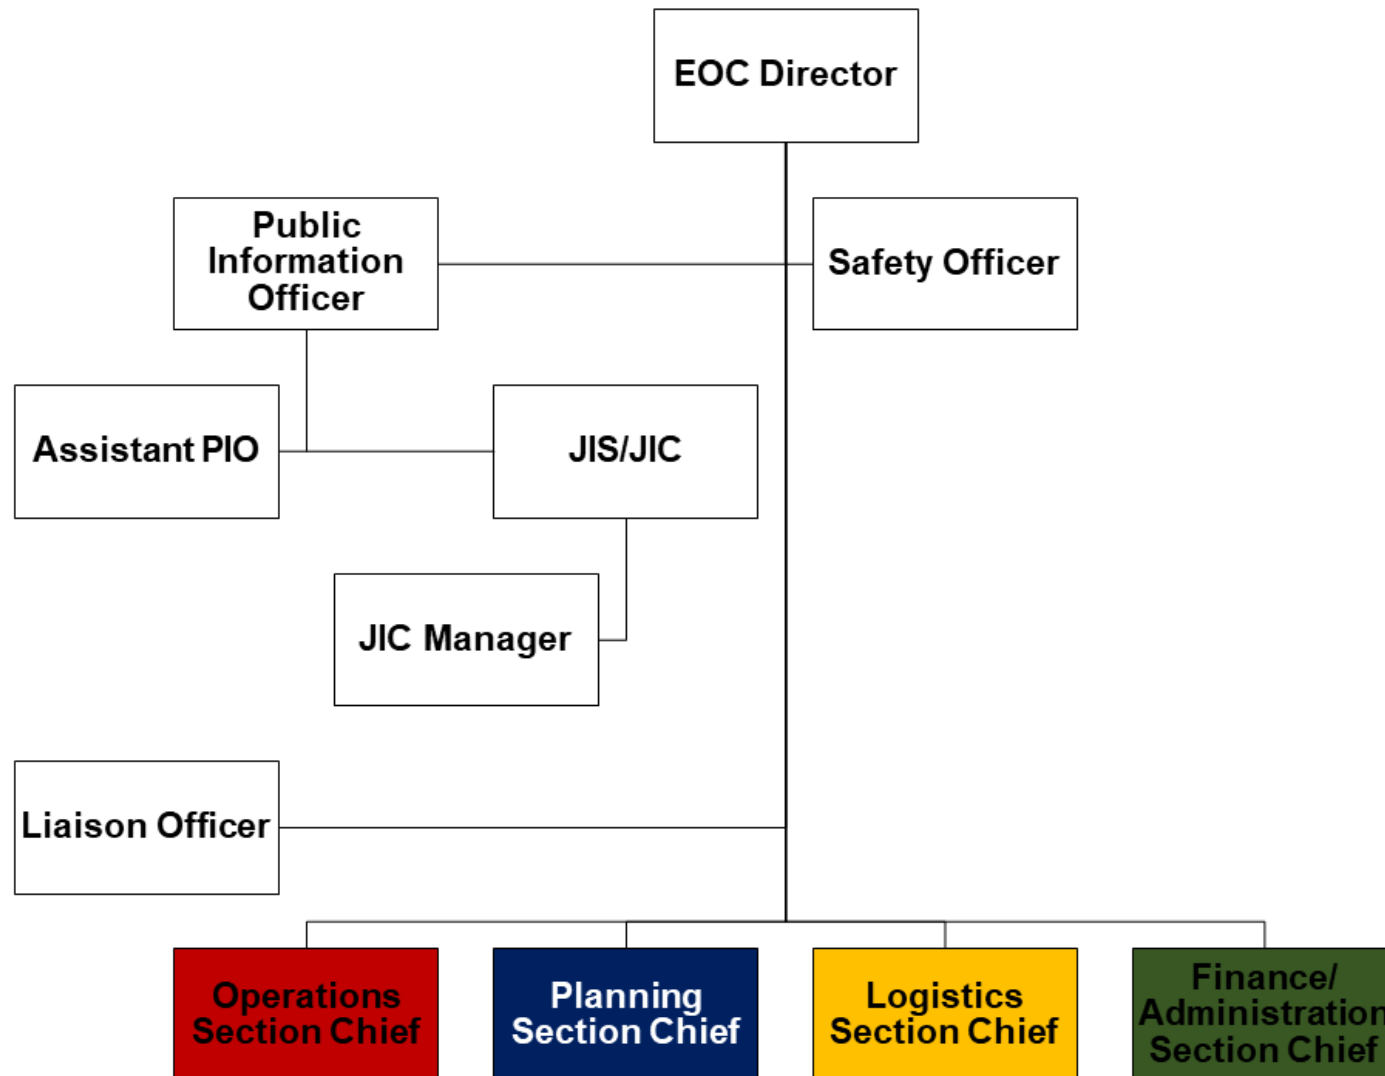 EOC Director
Public
Information
Officer
Safety Officer
Assistant PIO
JIS/JIC
JIC Manager
Liaison Officer
Operations
Section Chief
Planning
Section Chief
Logistics
Section Chief
Finance/
Administration
Section Chief